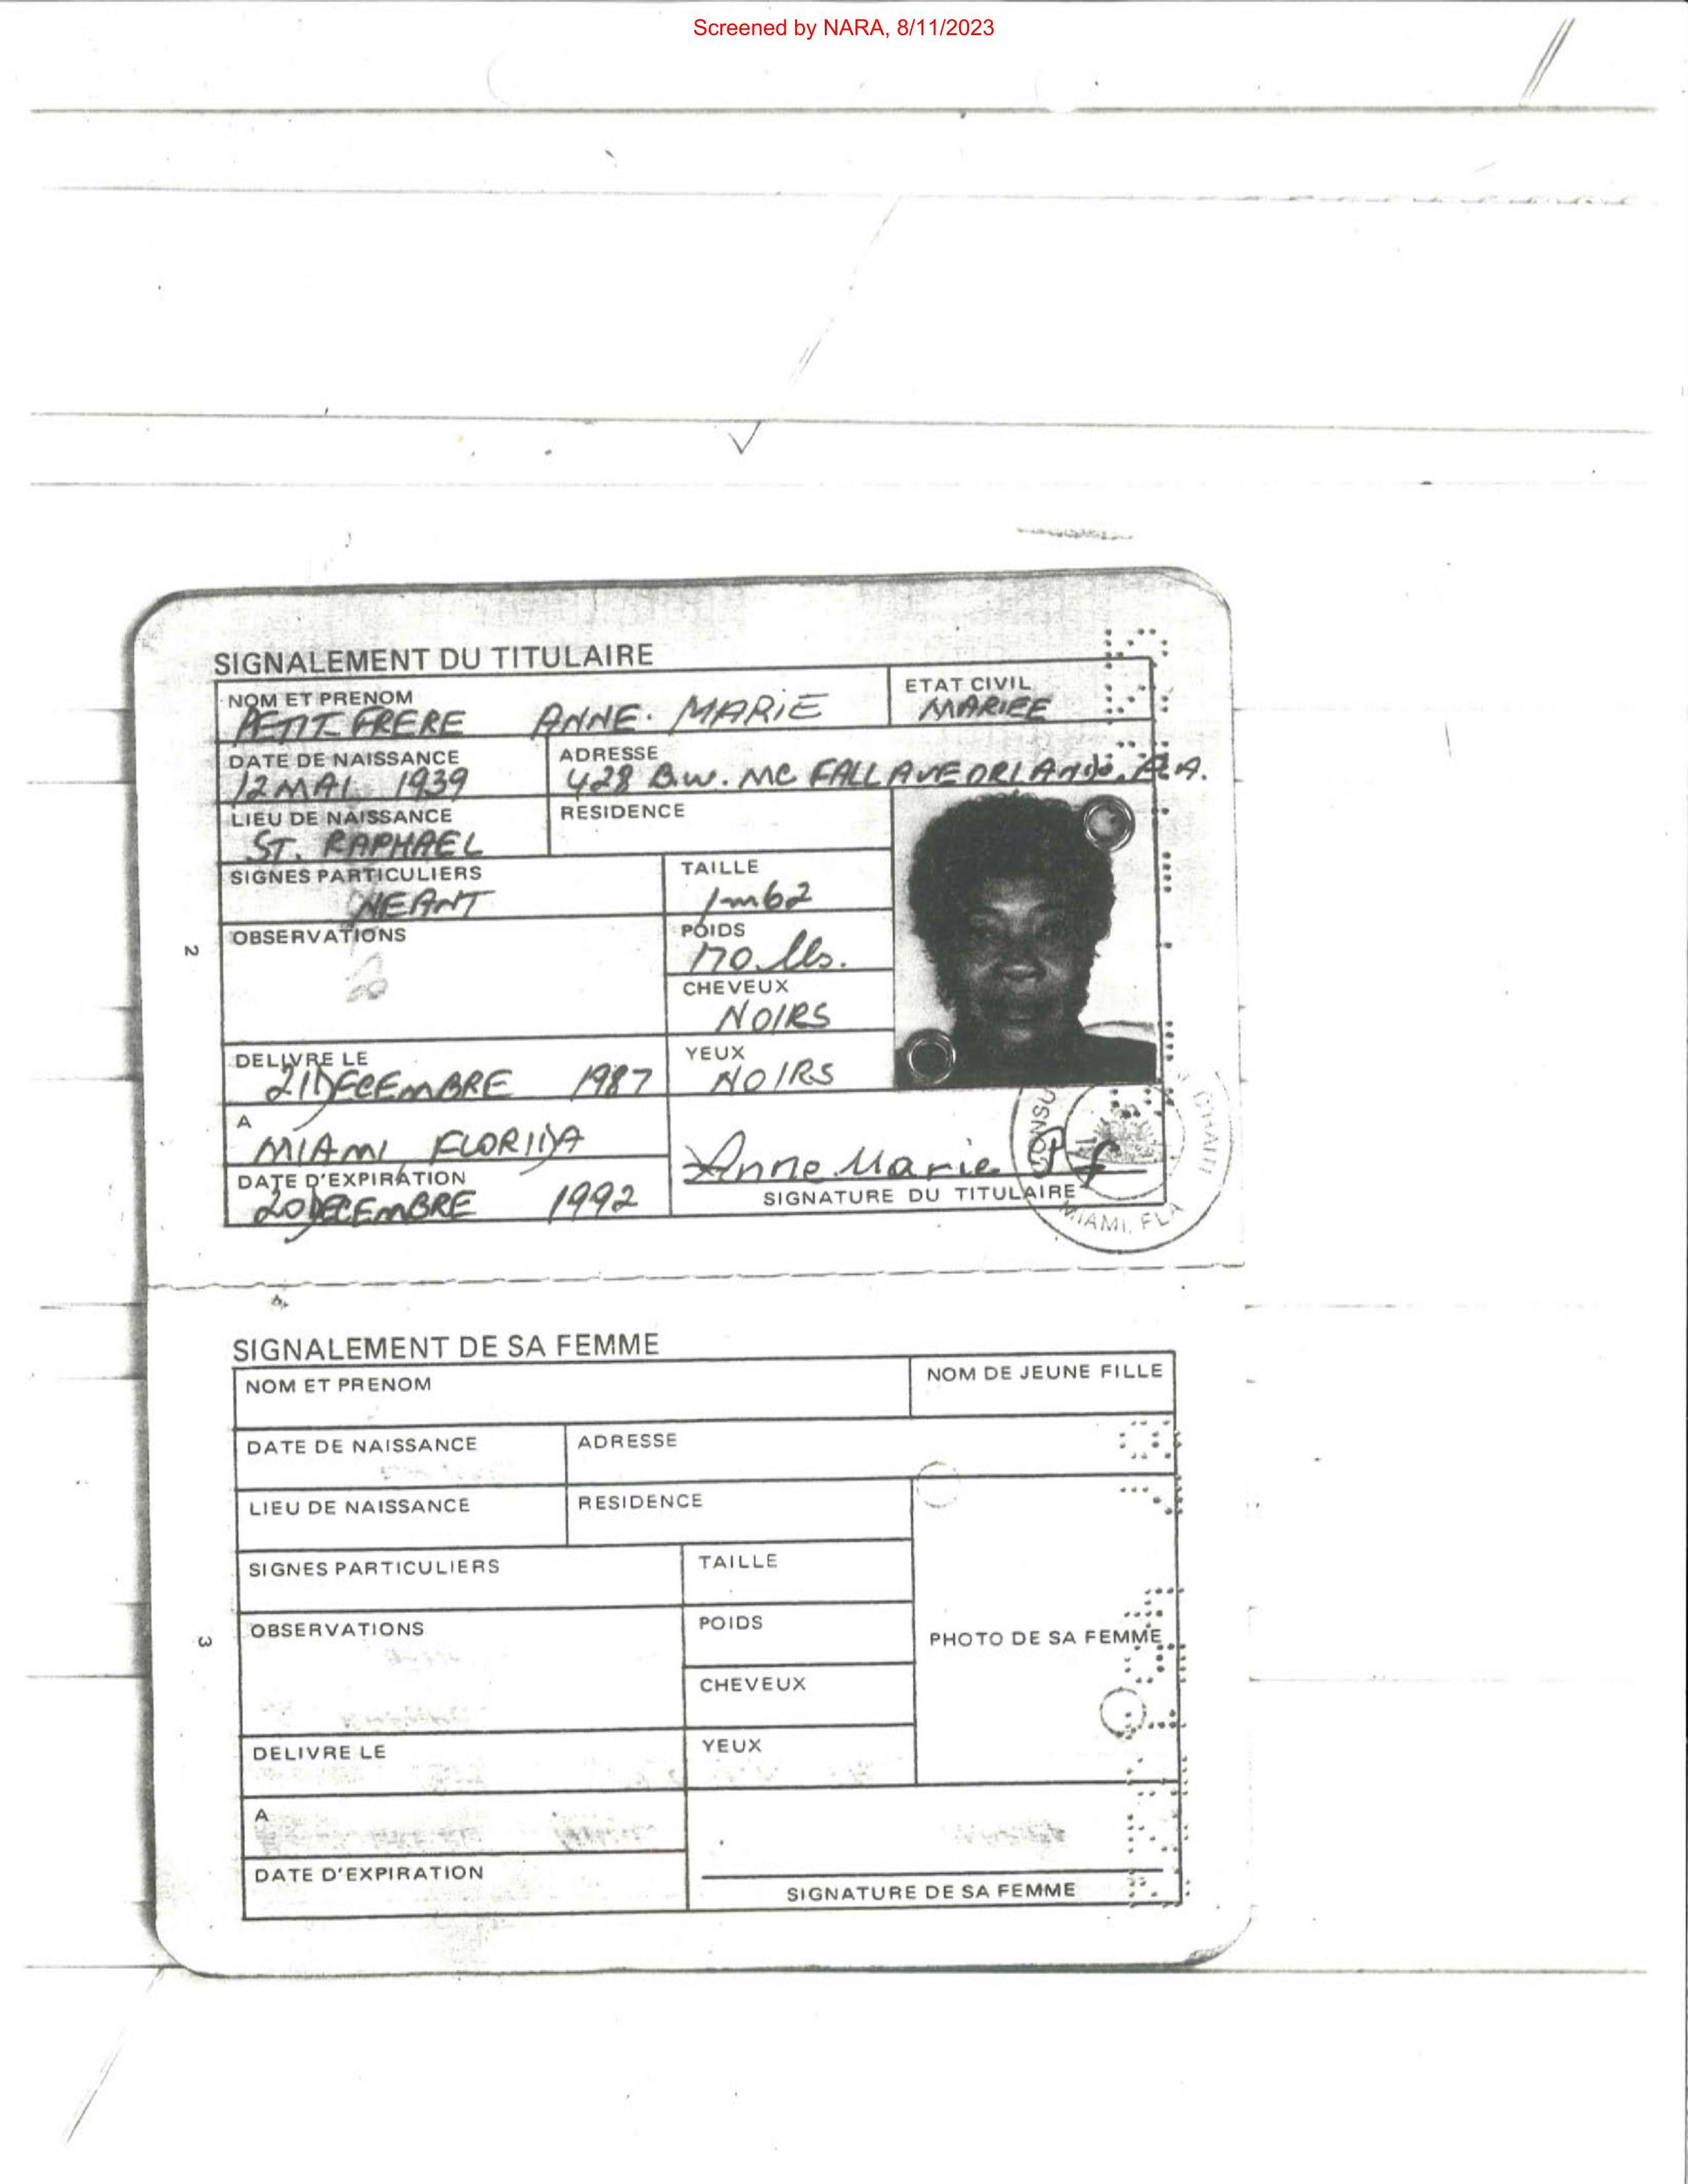 Screened by NARA, 8/11/2023
SIGNALEMENT DU TITULAIRE
NOM ET PRENOM
PETIT FRERE ANNE. MARIE
ETAT CIVIL
MARIEE
DATE DE NAISSANCE
12 MAI 1939
ADRESSE
428 B.W. MC FALL AVE ORLANDO,
LIEU DE NAISSANCE
ST. RAPHAEL
RESIDENCE
SIGNES PARTICULIERS
NEANT
TAILLE
1m62
OBSERVATIONS
POIDS
170 lbs.
CHEVEUX
NOIRS
DELIVRE LE
21 DECEMBRE 1987
YEUX
NOIRS
A
MIAMI, FLORIDA
DATE D'EXPIRATION
20 DECEMBRE 1992
Anne Marie
SIGNATURE DU TITULAIRE
MIAMI, FLA
2
SIGNALEMENT DE SA FEMME
NOM ET PRENOM
NOM DE JEUNE FILLE
DATE DE NAISSANCE
ADRESSE
LIEU DE NAISSANCE
RESIDENCE
SIGNES PARTICULIERS
TAILLE
OBSERVATIONS
POIDS
PHOTO DE SA FEMME
CHEVEUX
DELIVRE LE
YEUX
A
DATE D'EXPIRATION
SIGNATURE DE SA FEMME
3